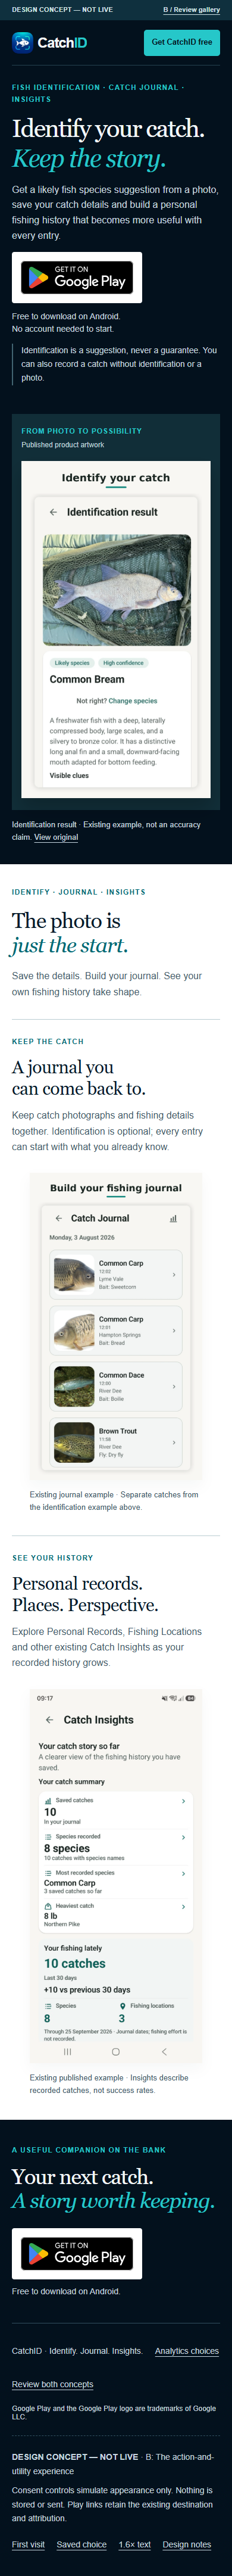 DESIGN CONCEPT — NOT LIVE
B / Review gallery
CatchID
Get CatchID free
FISH IDENTIFICATION · CATCH JOURNAL ·
INSIGHTS
Identify your catch.
Keep the story.
Get a likely fish species suggestion from a photo,
save your catch details and build a personal
fishing history that becomes more useful with
every entry.
GET IT ON
Google Play
Free to download on Android.
No account needed to start.
Identification is a suggestion, never a guarantee. You
can also record a catch without identification or a
photo.
FROM PHOTO TO POSSIBILITY
Published product artwork
Identify your catch
Identification result
Likely species
High confidence
Common Bream
Not right? Change species
A freshwater fish with a deep, laterally
compressed body, large scales, and a
silvery to bronze color. It has a distinctive
long anal fin and a small, downward-facing
mouth adapted for bottom feeding.
Visible clues
Identification result · Existing example, not an accuracy
claim. View original
IDENTIFY · JOURNAL · INSIGHTS
The photo is
just the start.
Save the details. Build your journal. See your
own fishing history take shape.
KEEP THE CATCH
A journal you
can come back to.
Keep catch photographs and fishing details
together. Identification is optional; every entry
can start with what you already know.
Build your fishing journal
Catch Journal
Monday, 3 August 2026
Common Carp
12:02
Lyme Vale
Bait: Sweetcorn
Common Carp
12:01
Hampton Springs
Bait: Bread
Common Dace
12:00
River Dee
Bait: Boilie
Brown Trout
11:58
River Dee
Fly: Dry fly
Existing journal example · Separate catches from
the identification example above.
SEE YOUR HISTORY
Personal records.
Places. Perspective.
Explore Personal Records, Fishing Locations
and other existing Catch Insights as your
recorded history grows.
09:17
Catch Insights
Your catch story so far
A clearer view of the fishing history you have
saved.
Your catch summary
Saved catches
10
In your journal
Species recorded
8 species
10 catches with species names
Most recorded species
Common Carp
3 saved catches so far
Heaviest catch
8 lb
Northern Pike
Your fishing lately
10 catches
Last 30 days
+10 vs previous 30 days
Species
8
Fishing locations
3
Through 25 September 2026 · Journal dates; fishing effort is
not recorded.
Existing published example · Insights describe
recorded catches, not success rates.
A USEFUL COMPANION ON THE BANK
Your next catch.
A story worth keeping.
GET IT ON
Google Play
Free to download on Android.
CatchID · Identify. Journal. Insights.
Analytics choices
Review both concepts
Google Play and the Google Play logo are trademarks of Google
LLC.
DESIGN CONCEPT — NOT LIVE · B: The action-and-
utility experience
Consent controls simulate appearance only. Nothing is
stored or sent. Play links retain the existing destination
and attribution.
First visit
Saved choice
1.6× text
Design notes